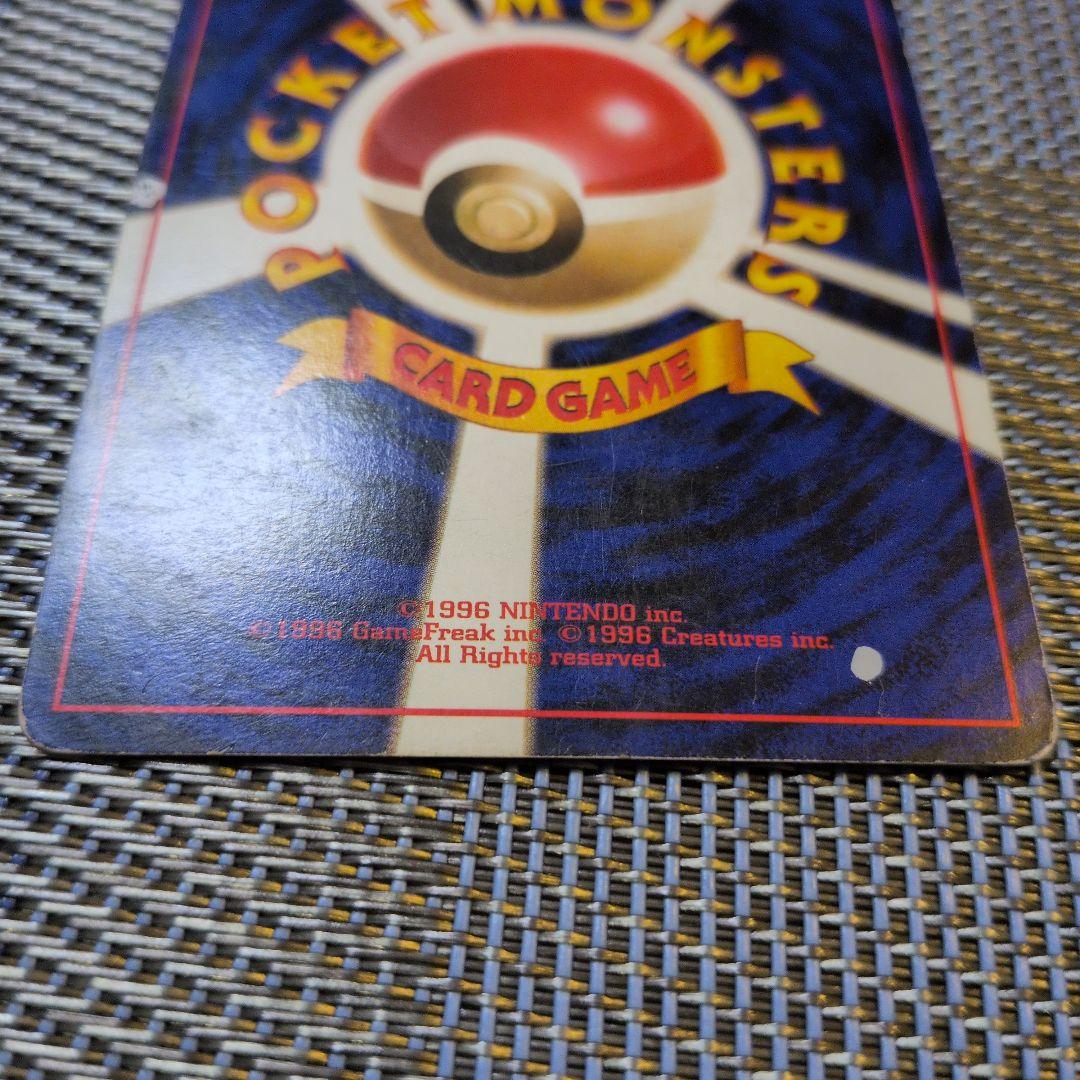 POCKET MONSTERS
CARD GAME
©1996 NINTENDO inc.
©1996 GameFreak inc. ©1996 Creatures inc.
All Rights reserved.